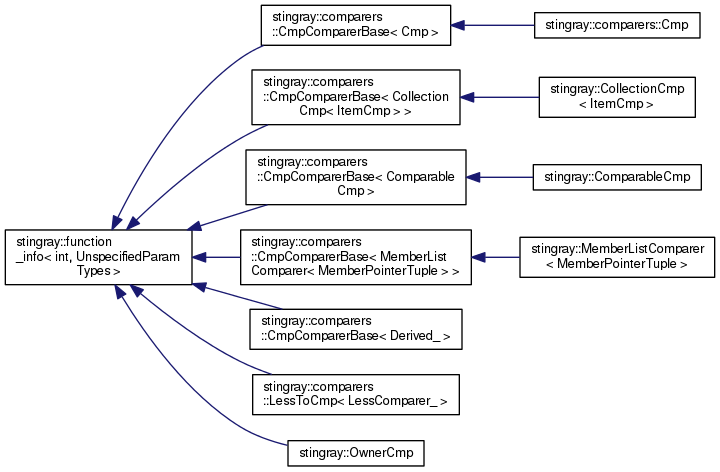 stingray::comparers
::CmpComparerBase< Cmp >
stingray::comparers::Cmp
stingray::comparers
::CmpComparerBase< Collection
Cmp< ItemCmp > >
stingray::CollectionCmp
< ItemCmp >
stingray::comparers
::CmpComparerBase< Comparable
Cmp >
stingray::ComparableCmp
stingray::function
_info< int, UnspecifiedParam
Types >
stingray::comparers
::CmpComparerBase< MemberList
Comparer< MemberPointerTuple > >
stingray::MemberListComparer
< MemberPointerTuple >
stingray::comparers
::CmpComparerBase< Derived_ >
stingray::comparers
::LessToCmp< LessComparer_ >
stingray::OwnerCmp